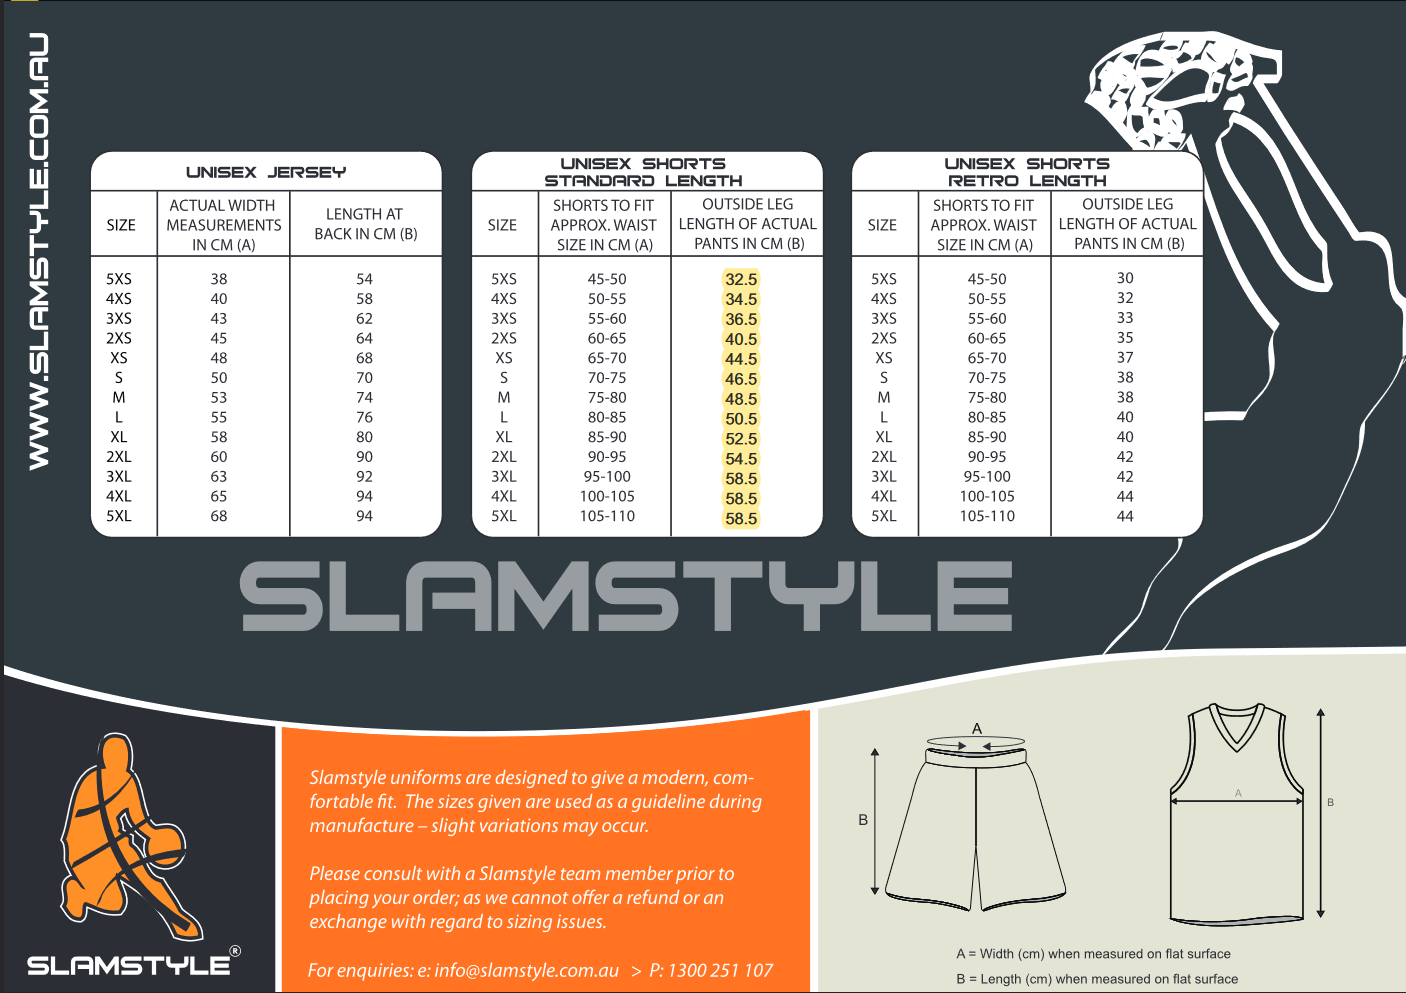 WWW.SLAMSTYLE.COM.AU
UNISEX JERSEY
SIZE
ACTUAL WIDTH
MEASUREMENTS
IN CM (A)
LENGTH AT
BACK IN CM (B)
5XS 38 54
4XS 40 58
3XS 43 62
2XS 45 64
XS 48 68
S 50 70
M 53 74
L 55 76
XL 58 80
2XL 60 90
3XL 63 92
4XL 65 94
5XL 68 94
UNISEX SHORTS
STANDARD LENGTH
SIZE
SHORTS TO FIT
APPROX. WAIST
SIZE IN CM (A)
OUTSIDE LEG
LENGTH OF ACTUAL
PANTS IN CM (B)
5XS 45-50 32.5
4XS 50-55 34.5
3XS 55-60 36.5
2XS 60-65 40.5
XS 65-70 44.5
S 70-75 46.5
M 75-80 48.5
L 80-85 50.5
XL 85-90 52.5
2XL 90-95 54.5
3XL 95-100 58.5
4XL 100-105 58.5
5XL 105-110 58.5
UNISEX SHORTS
RETRO LENGTH
SIZE
SHORTS TO FIT
APPROX. WAIST
SIZE IN CM (A)
OUTSIDE LEG
LENGTH OF ACTUAL
PANTS IN CM (B)
5XS 45-50 30
4XS 50-55 32
3XS 55-60 33
2XS 60-65 35
XS 65-70 37
S 70-75 38
M 75-80 38
L 80-85 40
XL 85-90 40
2XL 90-95 42
3XL 95-100 42
4XL 100-105 44
5XL 105-110 44
SLAMSTYLE
SLAMSTYLE®
Slamstyle uniforms are designed to give a modern, com-
fortable fit. The sizes given are used as a guideline during
manufacture – slight variations may occur.
Please consult with a Slamstyle team member prior to
placing your order; as we cannot offer a refund or an
exchange with regard to sizing issues.
For enquiries: e: info@slamstyle.com.au > P: 1300 251 107
A
B
A
B
A = Width (cm) when measured on flat surface
B = Length (cm) when measured on flat surface